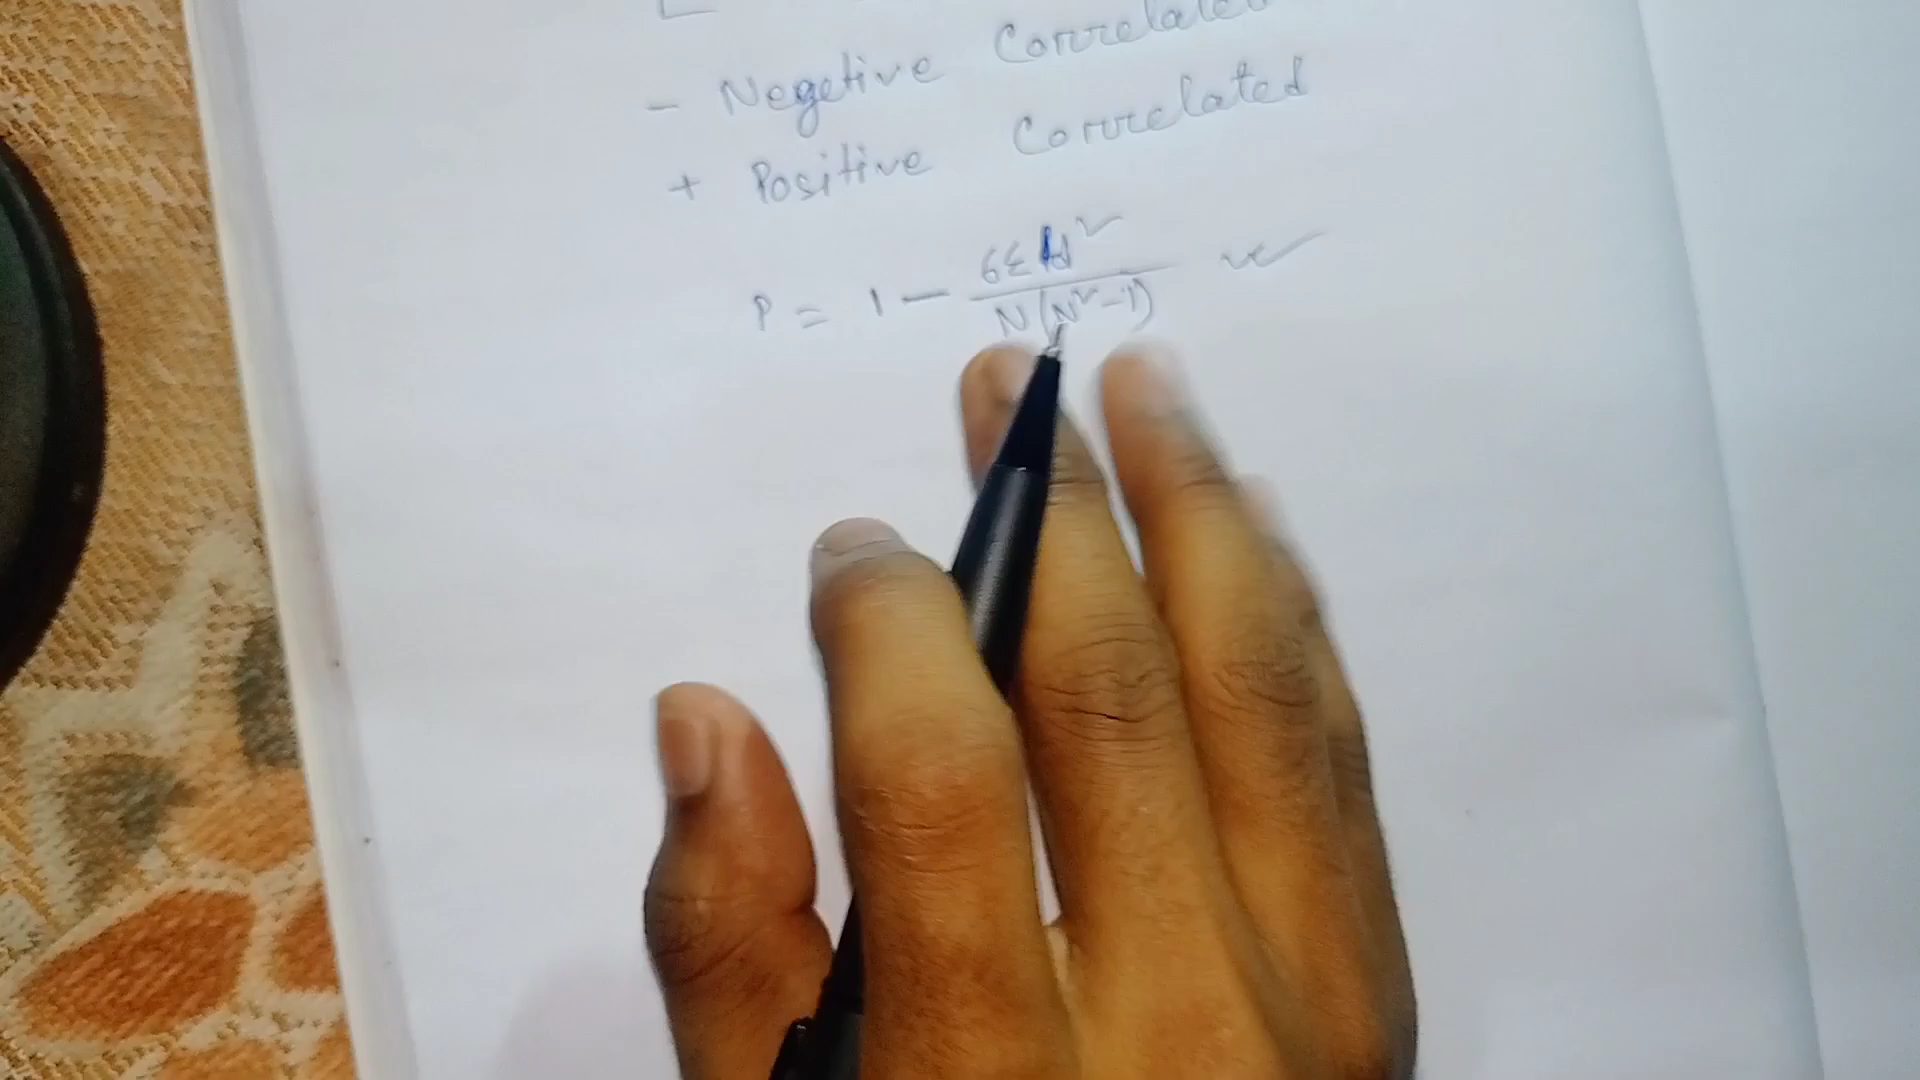 - Negetive Correlated
+ Positive Correlated
P = 1 - 6Σd² / N(N²-1)